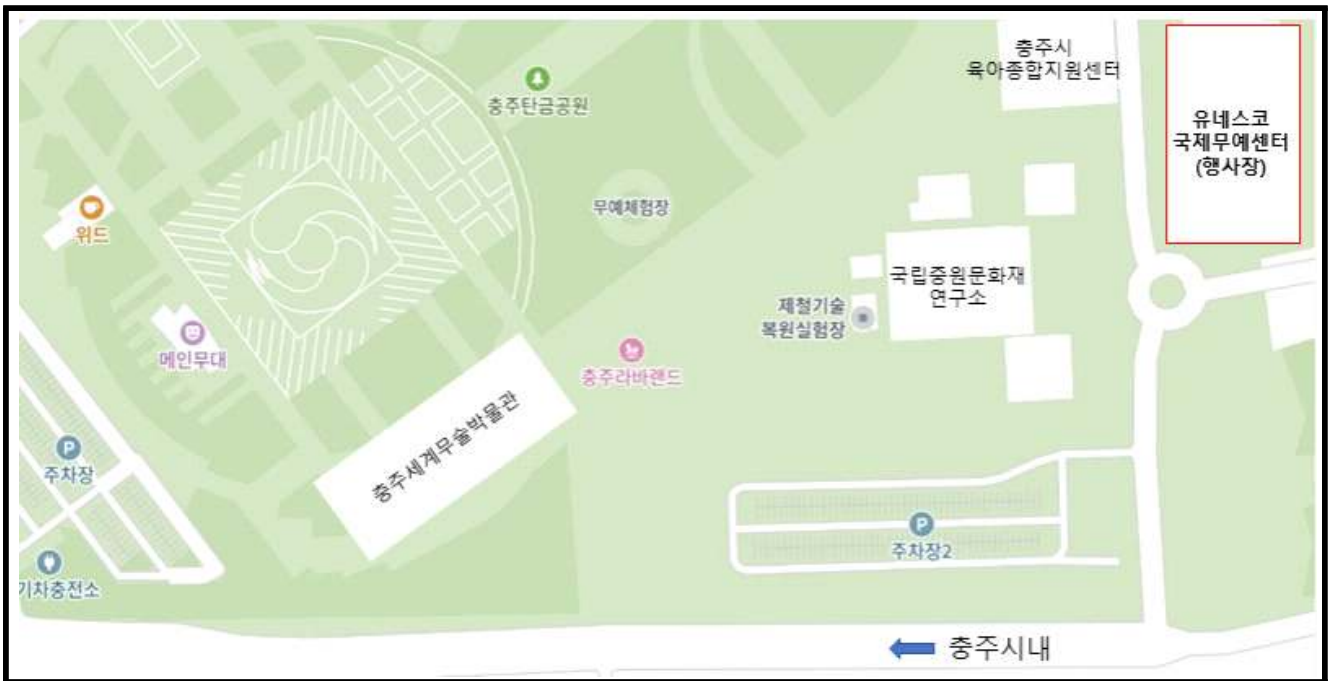 충주시
육아종합지원센터
유네스코
국제무예센터
(행사장)
충주탄금공원
무예체험장
위드
국립중원문화재
연구소
제철기술
복원실험장
메인무대
충주라바랜드
충주세계무술박물관
P
주차장
P
주차장2
기차충전소
충주시내